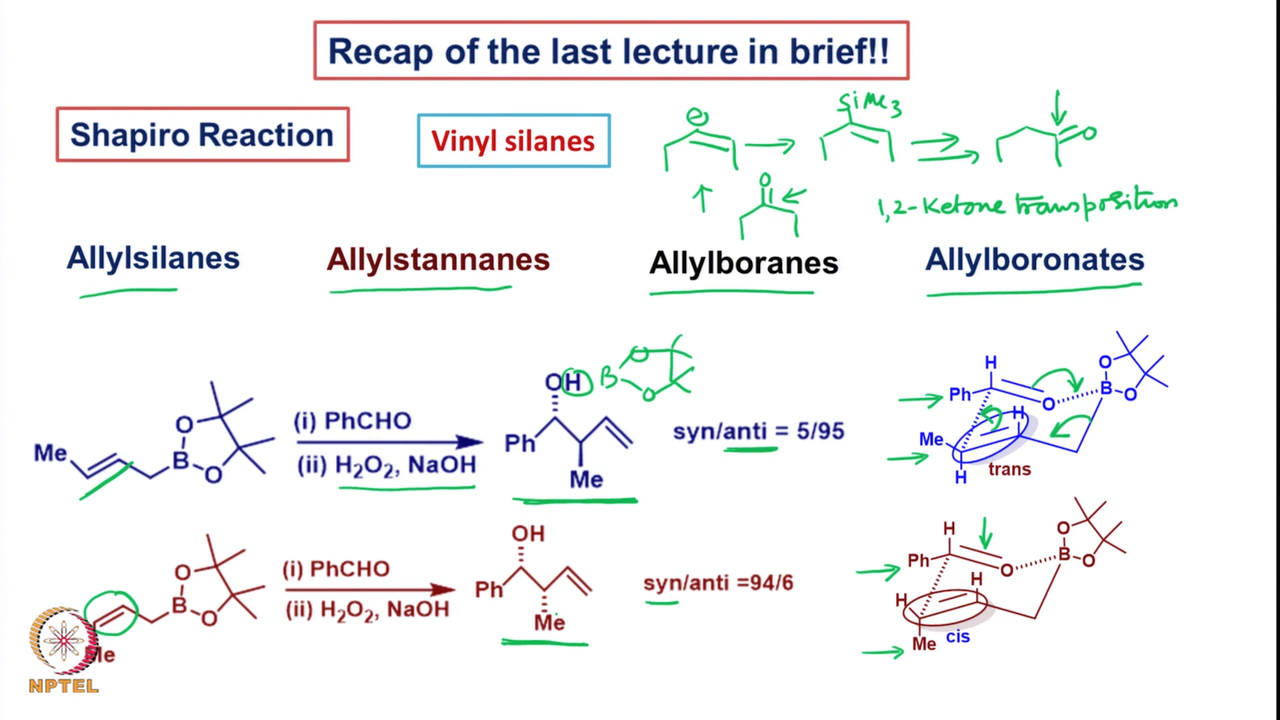 Recap of the last lecture in brief!!
Shapiro Reaction
Vinyl silanes
⊖
SiMe3
O
O
1,2-Ketone transposition
Allylsilanes
Allylstannanes
Allylboranes
Allylboronates
Me
O
B
O
(i) PhCHO
(ii) H2O2, NaOH
OH
B
O
O
Ph
Me
syn/anti = 5/95
H
Ph
O
O
B
O
Me
H
H
trans
O
B
O
Me
(i) PhCHO
(ii) H2O2, NaOH
OH
Ph
Me
syn/anti =94/6
H
Ph
O
O
B
O
H
H
Me
cis
NPTEL